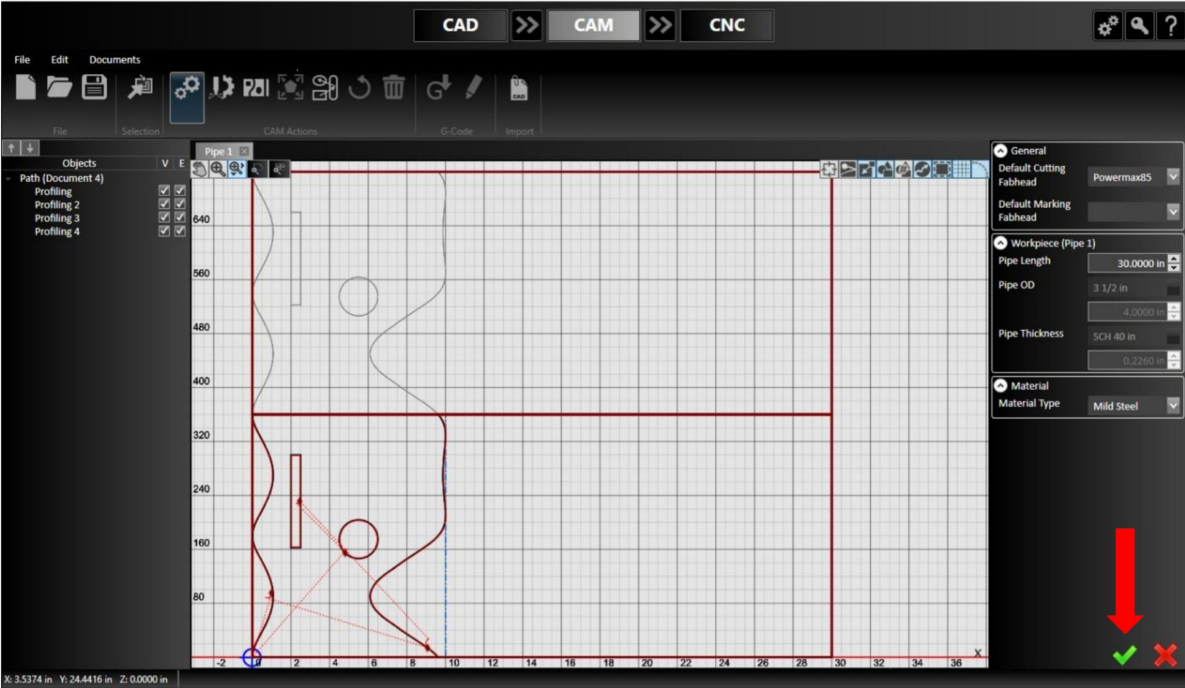 CAD >> CAM >> CNC
?
File Edit Documents
CAD
File Selection CAM Actions G-Code Import
Pipe 1
Objects V E
Path (Document 4)
Profiling
Profiling 2
Profiling 3
Profiling 4
640
560
480
400
320
240
160
80
-2 0 2 4 6 8 10 12 14 16 18 20 22 24 26 28 30 32 34 36 X
General
Default Cutting
Fabhead
Powermax85
Default Marking
Fabhead
Workpiece (Pipe 1)
Pipe Length 30.0000 in
Pipe OD 3 1/2 in
4.0000 in
Pipe Thickness SCH 40 in
0.2260 in
Material
Material Type Mild Steel
X: 3.5374 in Y: 24.4416 in Z: 0.0000 in